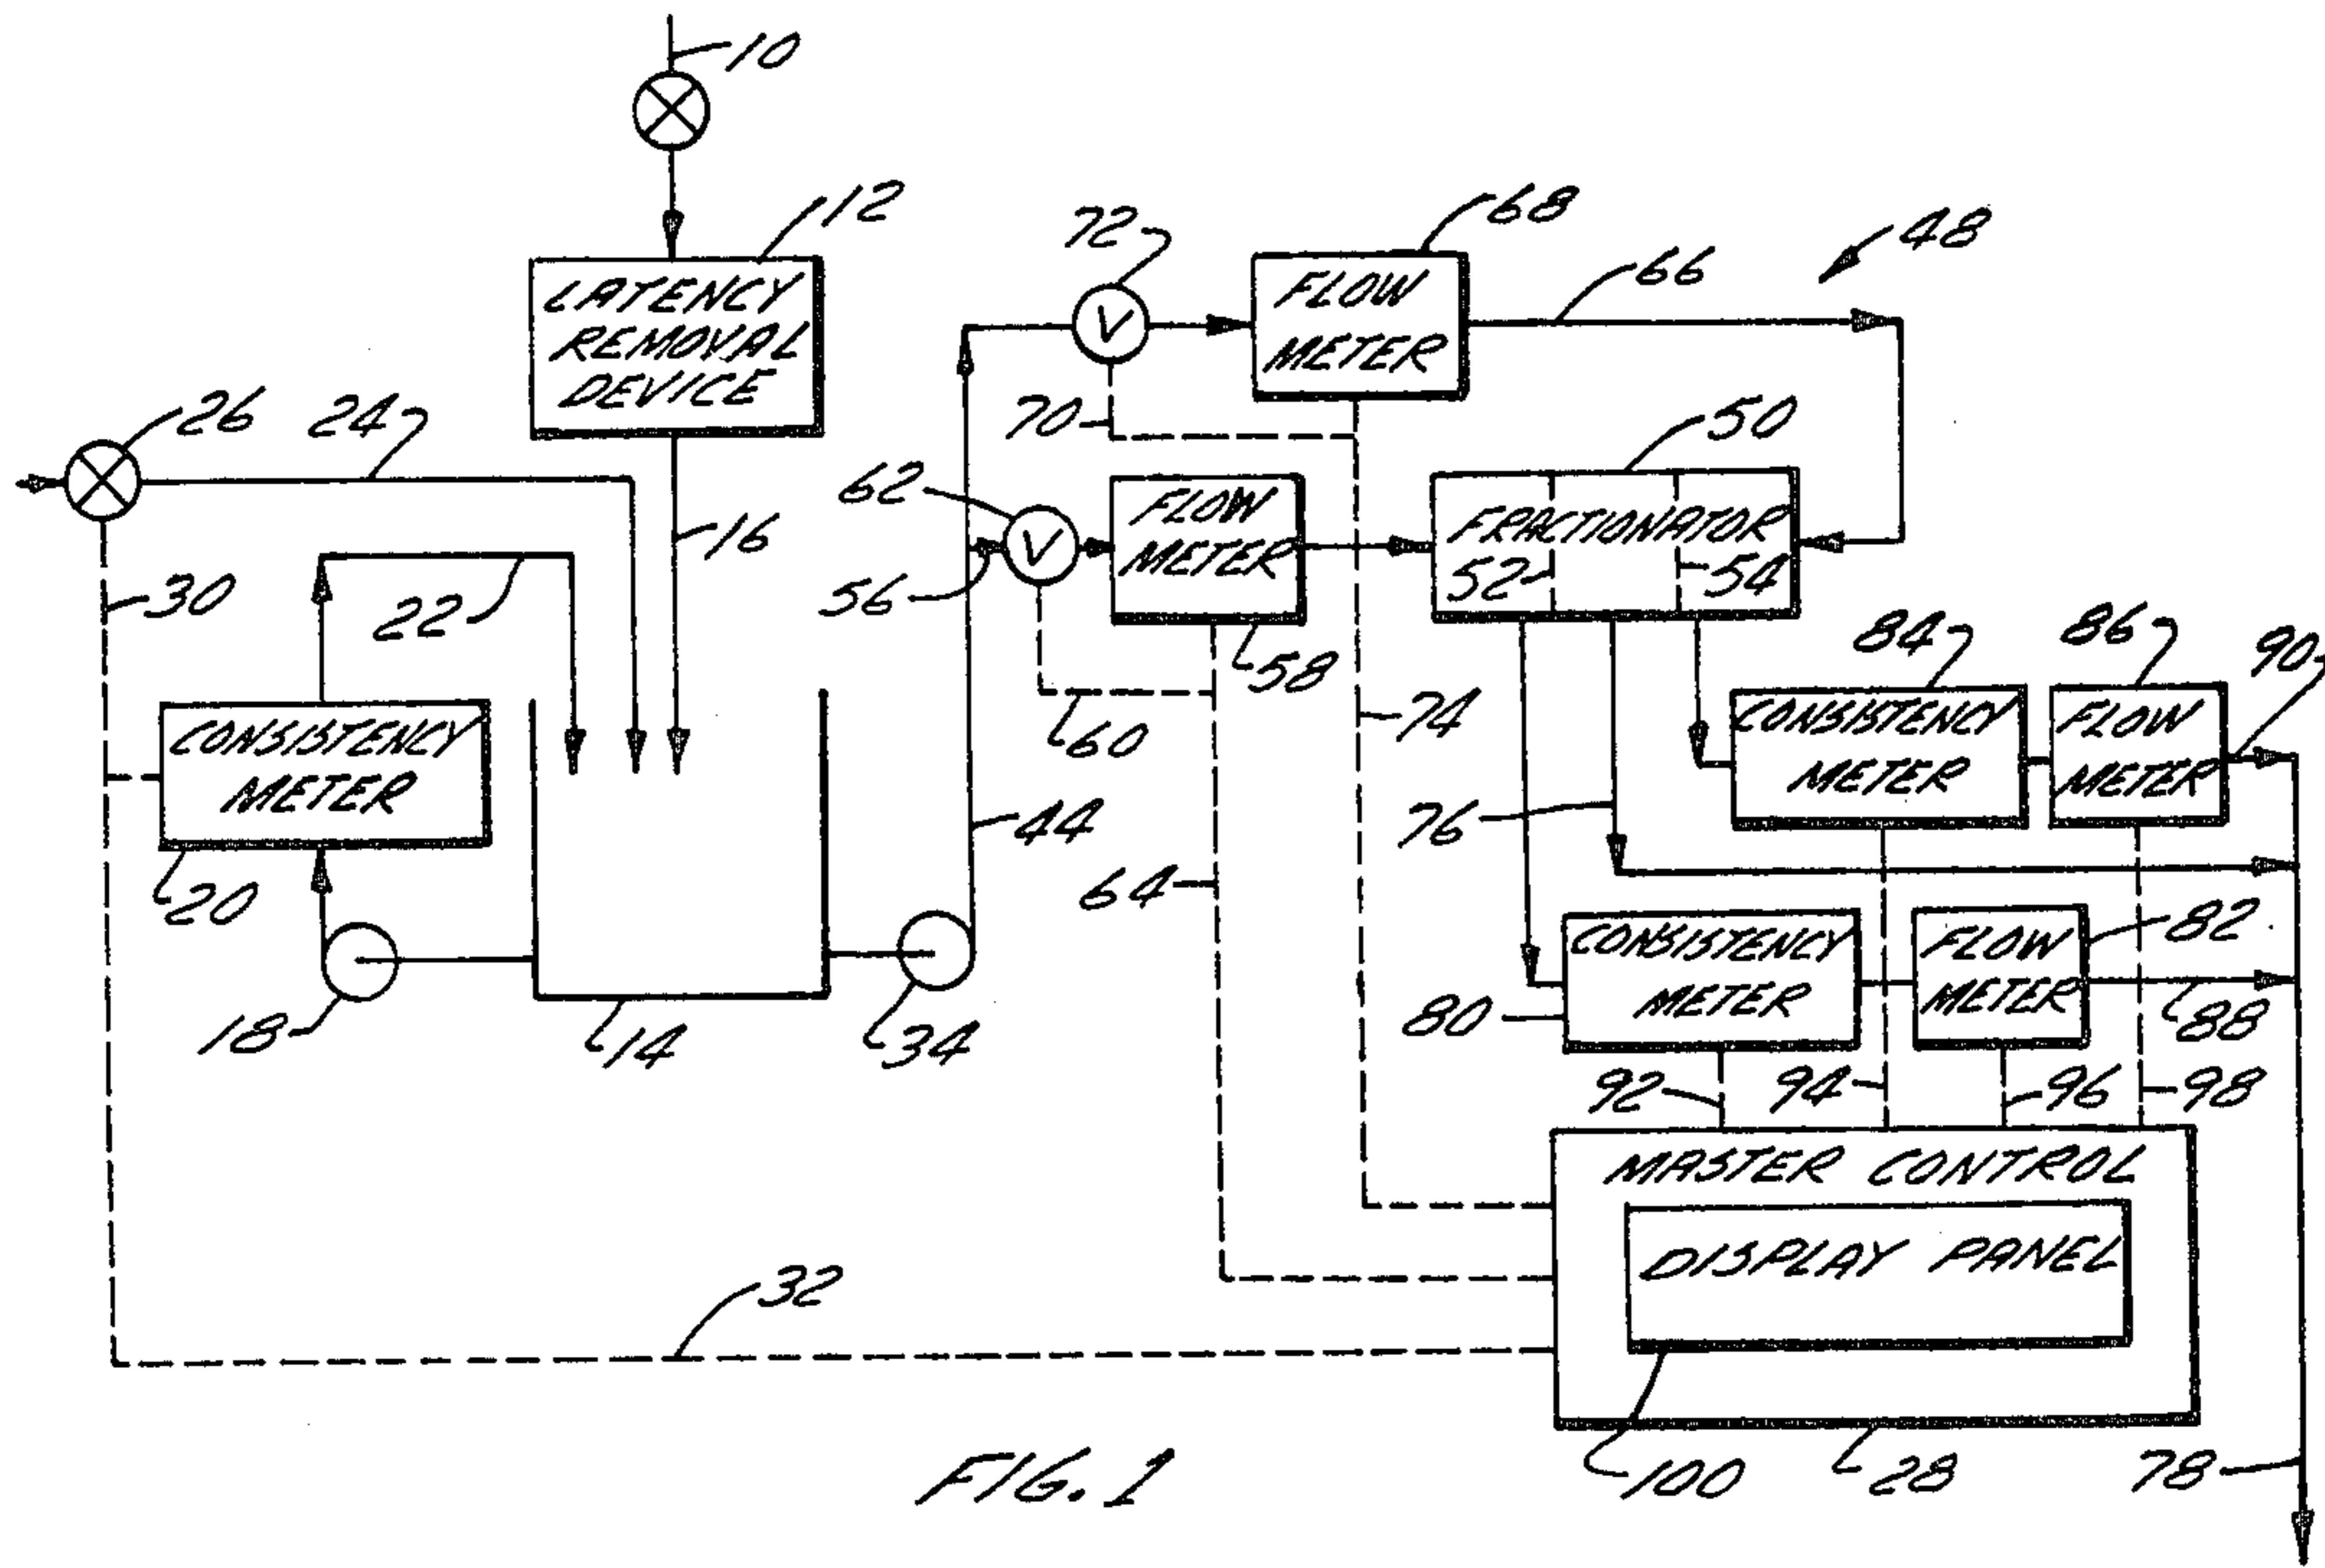 10
12
LATENCY
REMOVAL
DEVICE
72
68
FLOW
METER
66
48
26
24
16
70
50
62
FLOW
METER
FRACTIONATOR
52
54
56
30
22
58
60
74
84
86
90
CONSISTENCY
METER
CONSISTENCY
METER
FLOW
METER
76
44
64
20
CONSISTENCY
METER
FLOW
METER
82
18
14
34
80
88
92
94
96
98
MASTER CONTROL
DISPLAY PANEL
32
100
28
78
V
V
FIG. 1